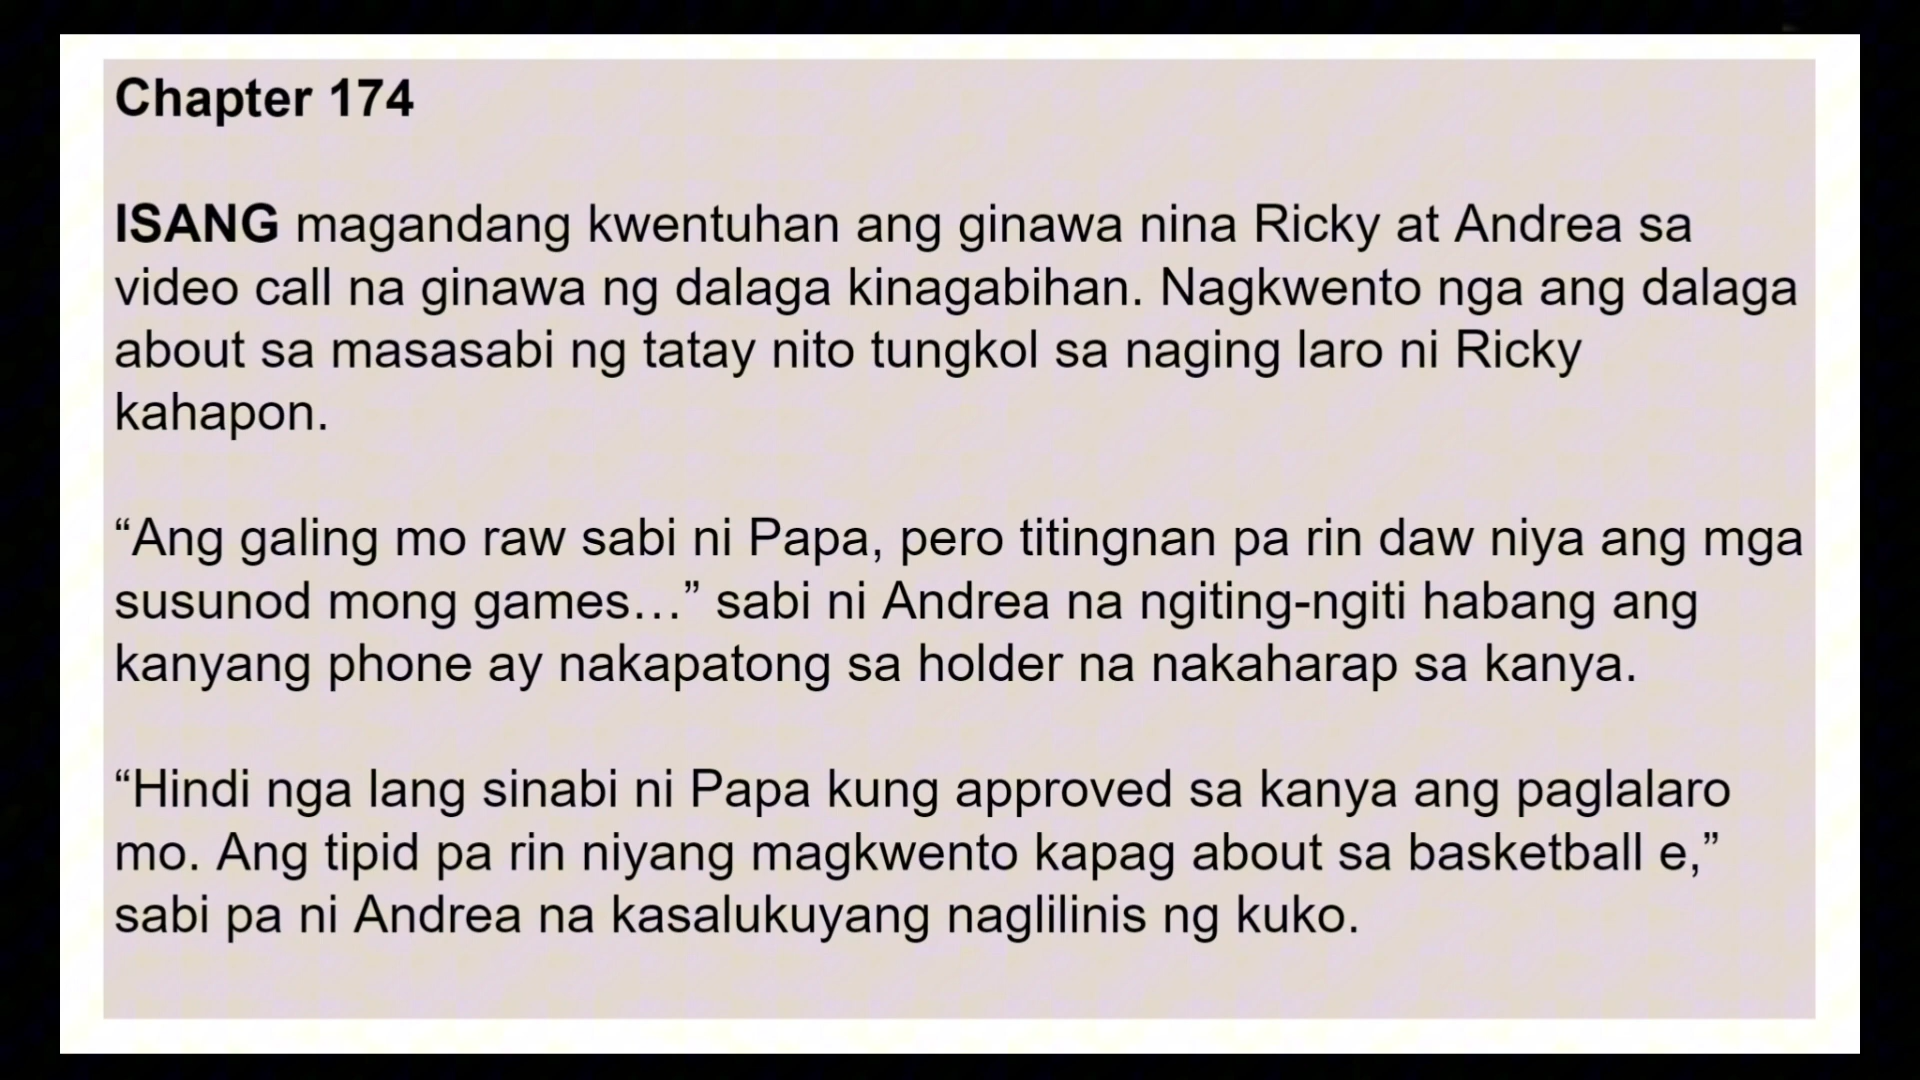 Chapter 174
ISANG magandang kwentuhan ang ginawa nina Ricky at Andrea sa
video call na ginawa ng dalaga kinagabihan. Nagkwento nga ang dalaga
about sa masasabi ng tatay nito tungkol sa naging laro ni Ricky
kahapon.
“Ang galing mo raw sabi ni Papa, pero titingnan pa rin daw niya ang mga
susunod mong games…” sabi ni Andrea na ngiting-ngiti habang ang
kanyang phone ay nakapatong sa holder na nakaharap sa kanya.
“Hindi nga lang sinabi ni Papa kung approved sa kanya ang paglalaro
mo. Ang tipid pa rin niyang magkwento kapag about sa basketball e,”
sabi pa ni Andrea na kasalukuyang naglilinis ng kuko.